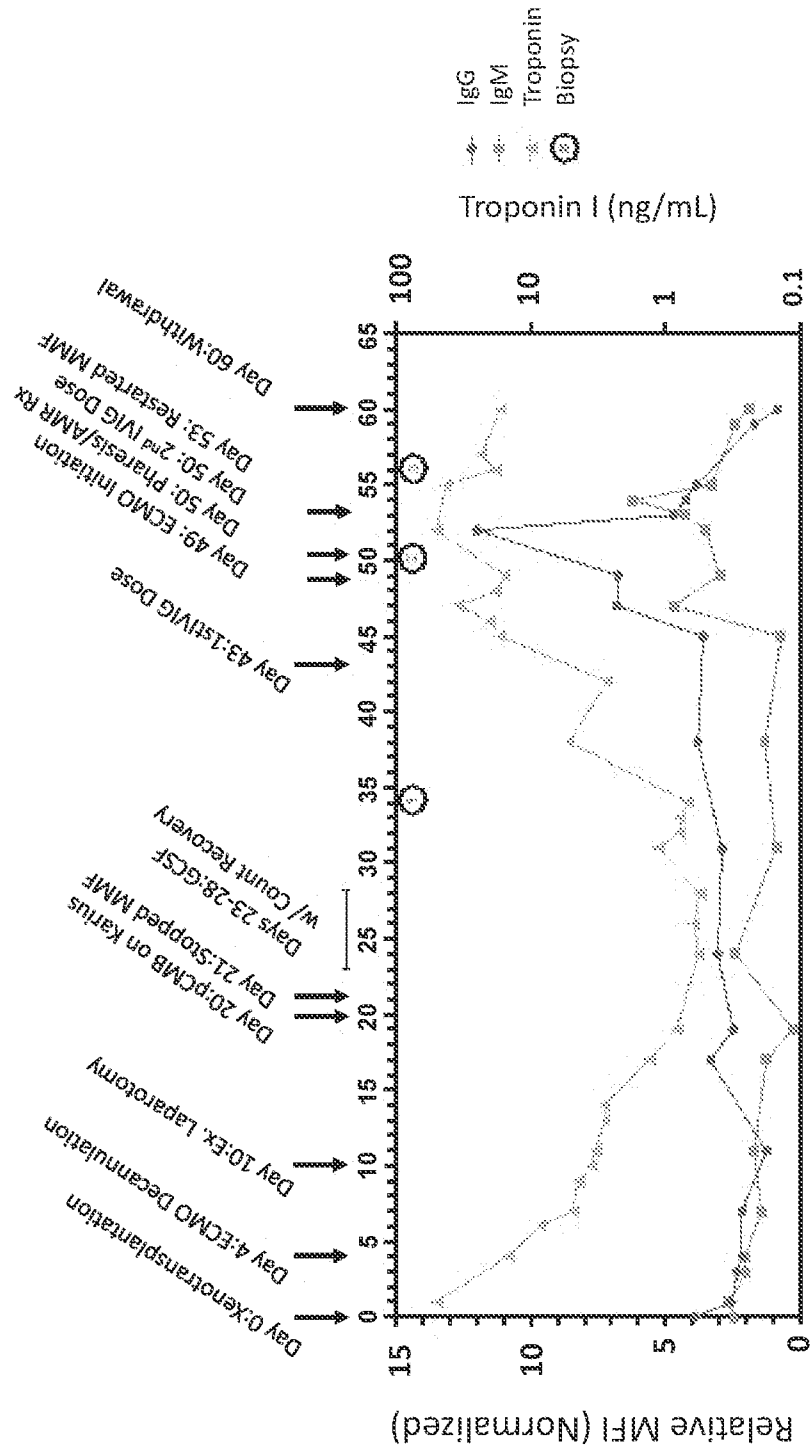 Day 0:Xenotransplantation
Day 4:ECMO Decannulation
Day 10:Ex. Laparotomy
Day 20:pCMB on Karius
Day 21:Stopped MMF
Days 23-28:GCSF
w/ Count Recovery
Day 43:1stIVIG Dose
Day 49: ECMO Initiation
Day 50: Pharesis/AMR Rx
Day 50: 2nd IVIG Dose
Day 53: Restarted MMF
Day 60:Withdrawal
0 5 10 15 20 25 30 35 40 45 50 55 60 65
Relative MFI (Normalized)
15
10
5
0
Troponin I (ng/mL)
100
10
1
0.1
IgG
IgM
Troponin
Biopsy